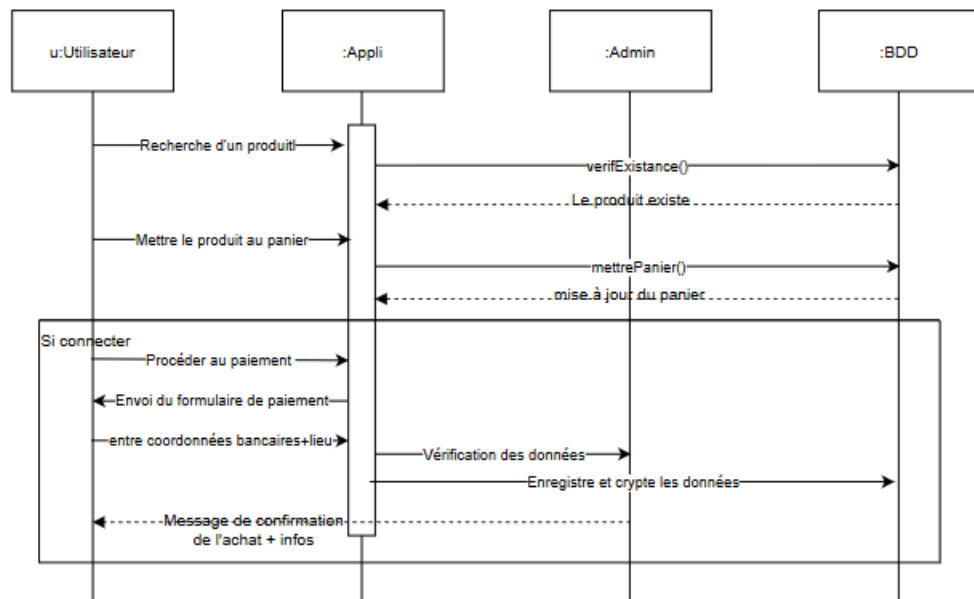 u:Utilisateur
:Appli
:Admin
:BDD
Recherche d'un produitl
verifExistance()
Le produit existe
Mettre le produit au panier
mettrePanier()
mise à jour du panier
Si connecter
Procéder au paiement
Envoi du formulaire de paiement
entre coordonnées bancaires+lieu
Vérification des données
Enregistre et crypte les données
Message de confirmation
de l'achat + infos